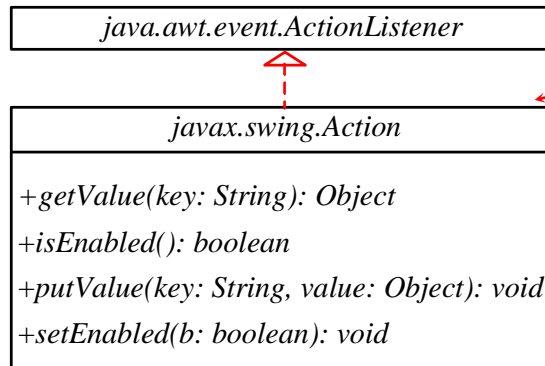 java.awt.event.ActionListener
javax.swing.Action
+getValue(key: String): Object
+isEnabled(): boolean
+putValue(key: String, value: Object): void
+setEnabled(b: boolean): void